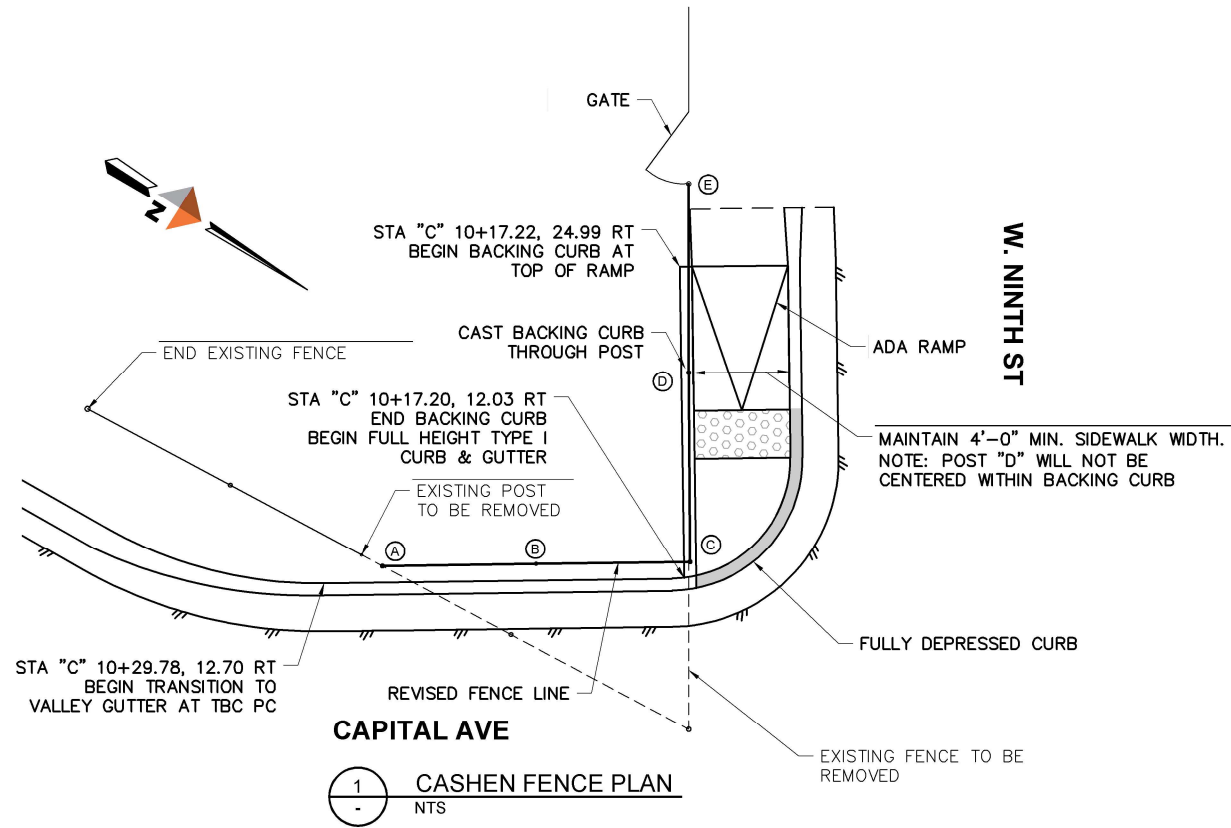 GATE
E
STA "C" 10+17.22, 24.99 RT
BEGIN BACKING CURB AT
TOP OF RAMP
N
W. NINTH ST
CAST BACKING CURB
THROUGH POST
END EXISTING FENCE
ADA RAMP
D
STA "C" 10+17.20, 12.03 RT
END BACKING CURB
BEGIN FULL HEIGHT TYPE I
CURB & GUTTER
MAINTAIN 4'-0" MIN. SIDEWALK WIDTH.
NOTE: POST "D" WILL NOT BE
CENTERED WITHIN BACKING CURB
EXISTING POST
TO BE REMOVED
A
B
C
FULLY DEPRESSED CURB
STA "C" 10+29.78, 12.70 RT
BEGIN TRANSITION TO
VALLEY GUTTER AT TBC PC
REVISED FENCE LINE
CAPITAL AVE
EXISTING FENCE TO BE
REMOVED
1
-
CASHEN FENCE PLAN
NTS